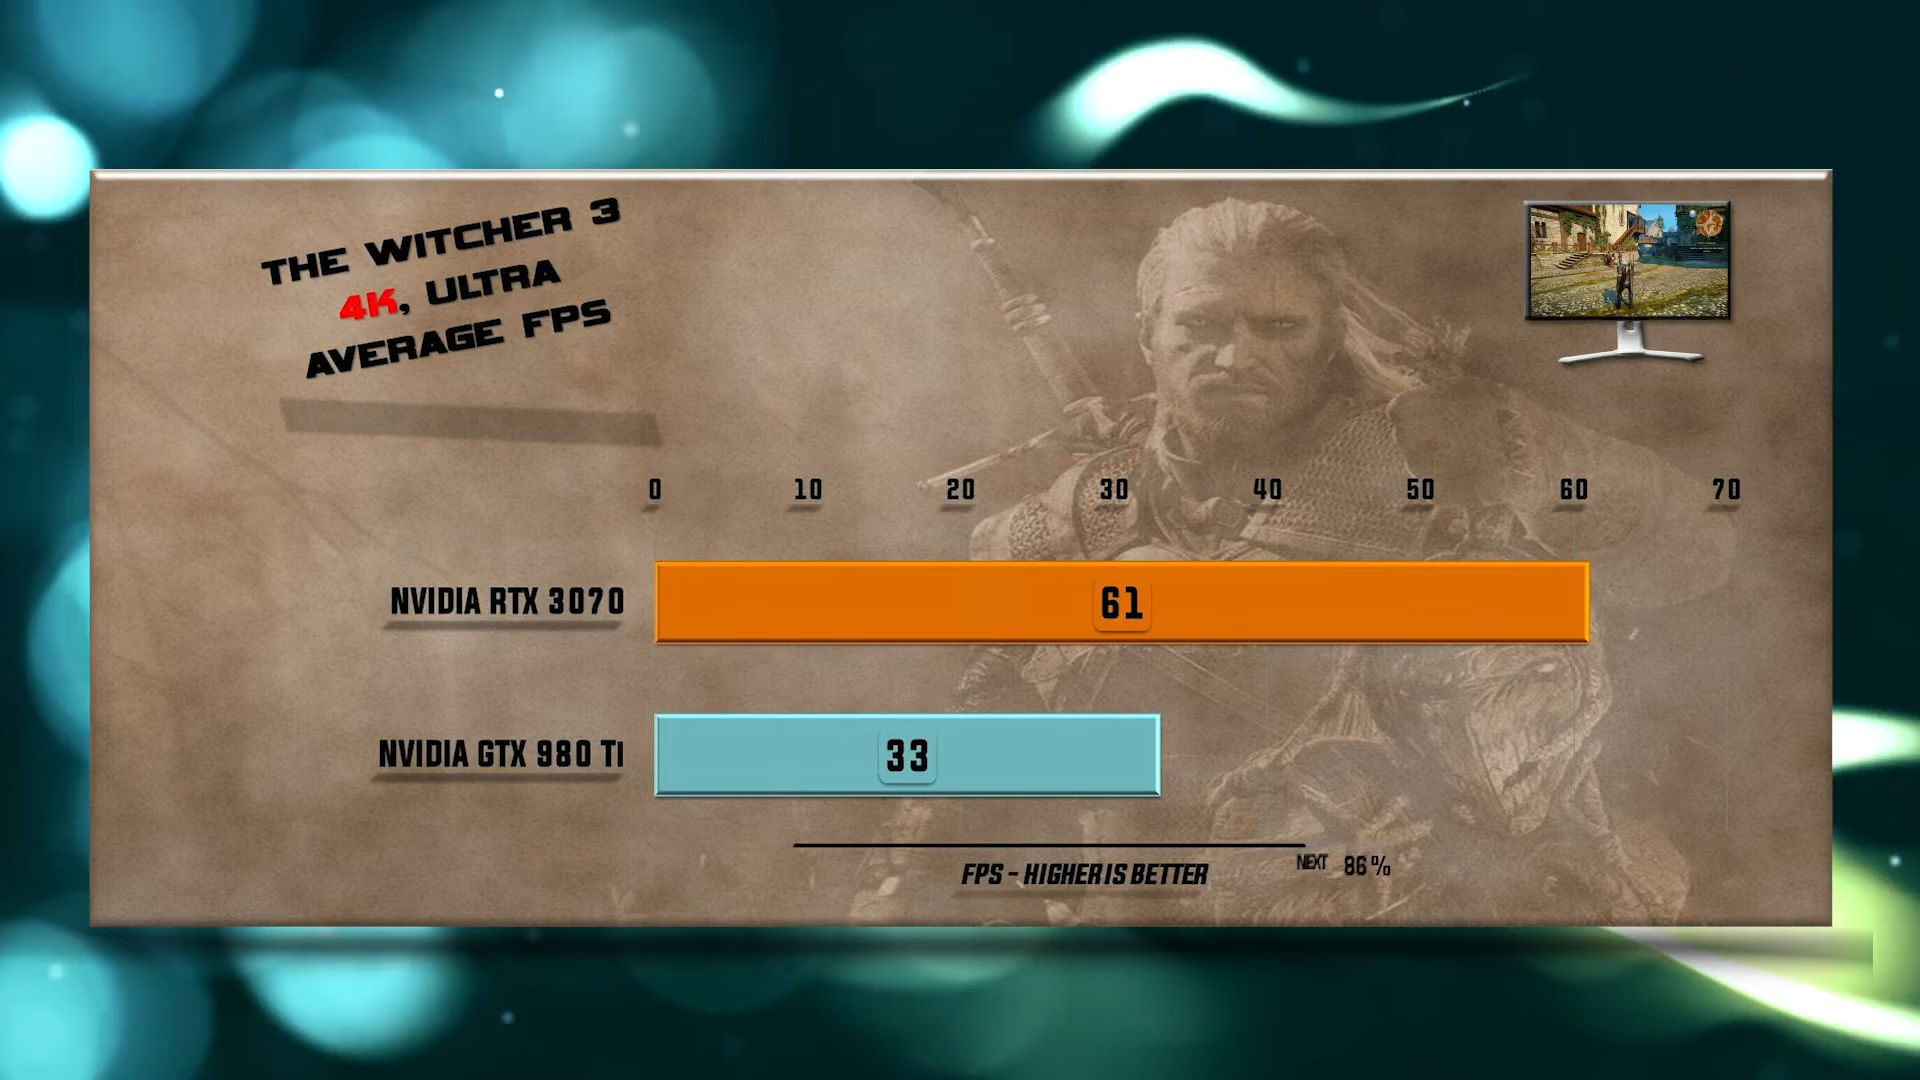 THE WITCHER 3
4K, ULTRA
AVERAGE FPS
0 10 20 30 40 50 60 70
NVIDIA RTX 3070 61
NVIDIA GTX 980 TI 33
FPS - HIGHER IS BETTER
NEXT 86%